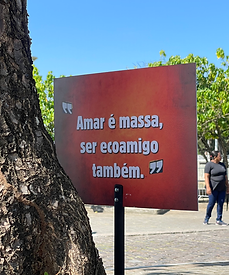 "Amar é massa,
ser ecoamigo
também."